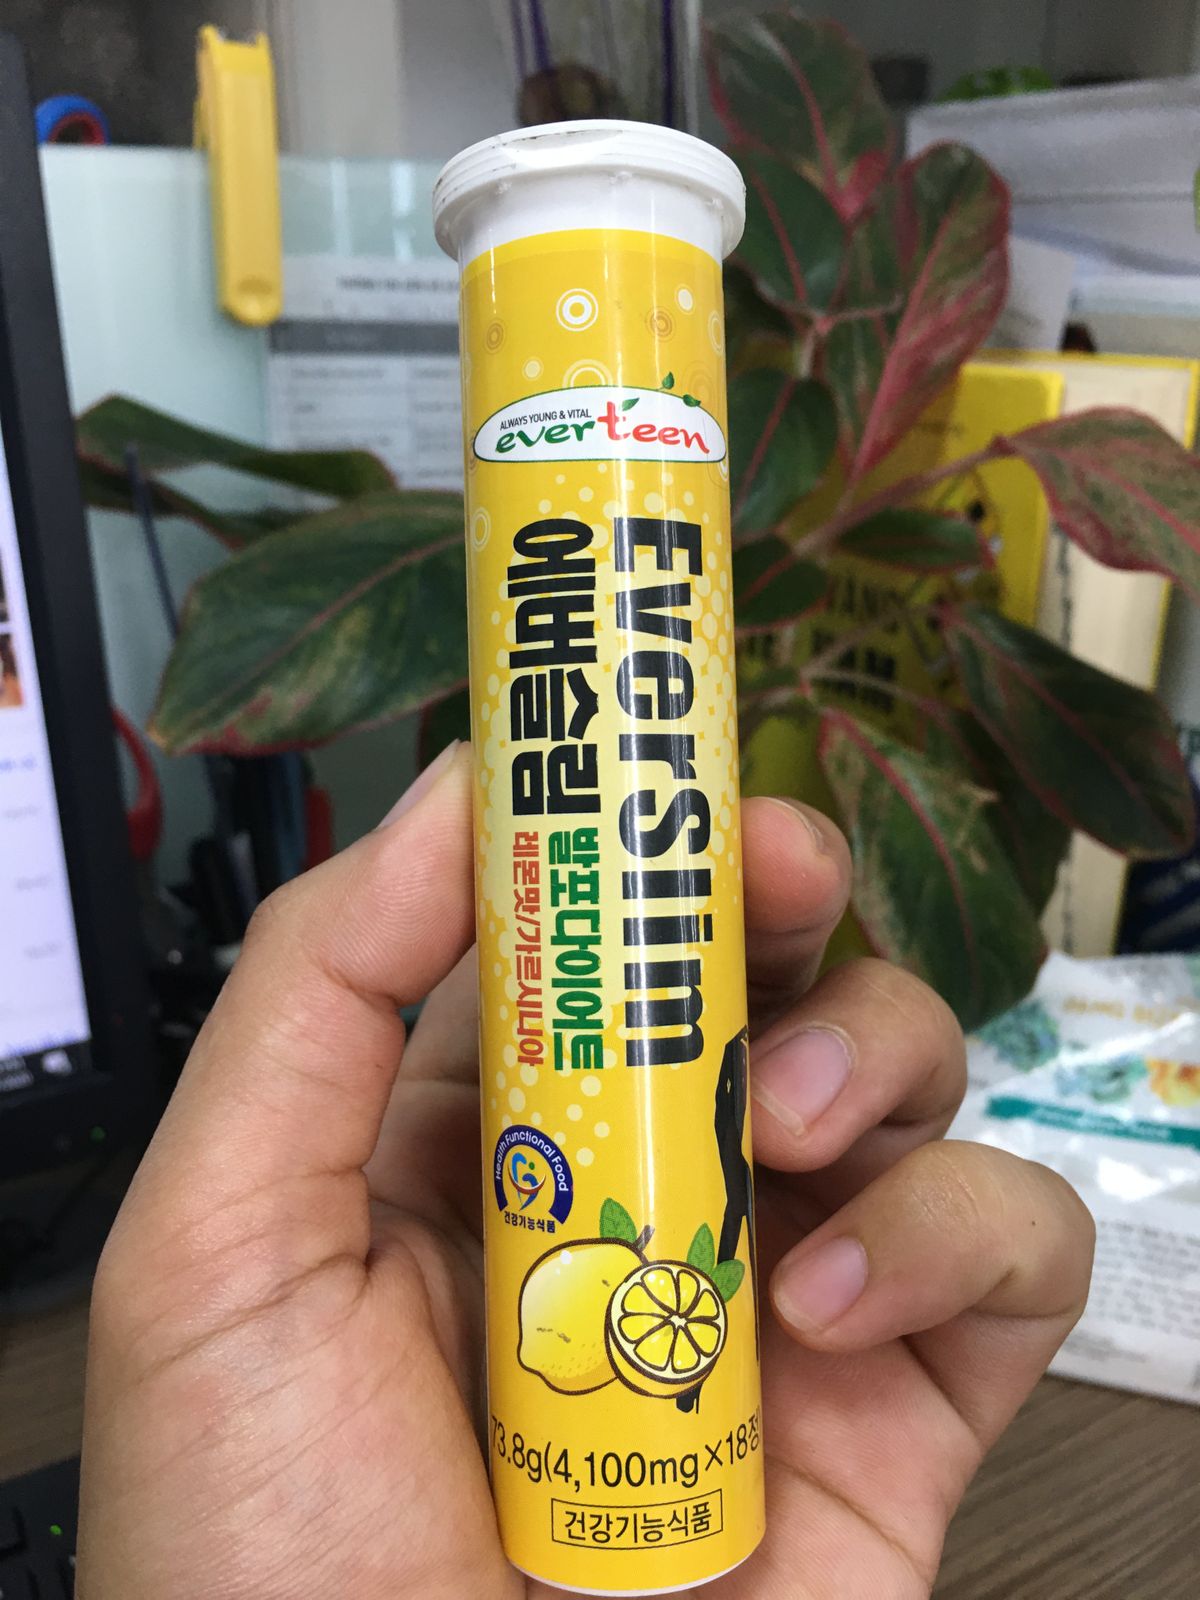 ALWAYS YOUNG & VITAL
everteen
EverSlim
에버슬림
발포다이어트
레몬맛/가르시니아
Health Functional Food
건강기능식품
73.8g(4,100mg×18정)
건강기능식품